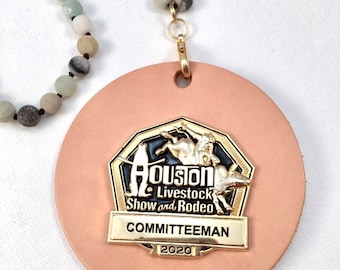 HOUSTON
Livestock
Show and Rodeo
COMMITTEEMAN
2020